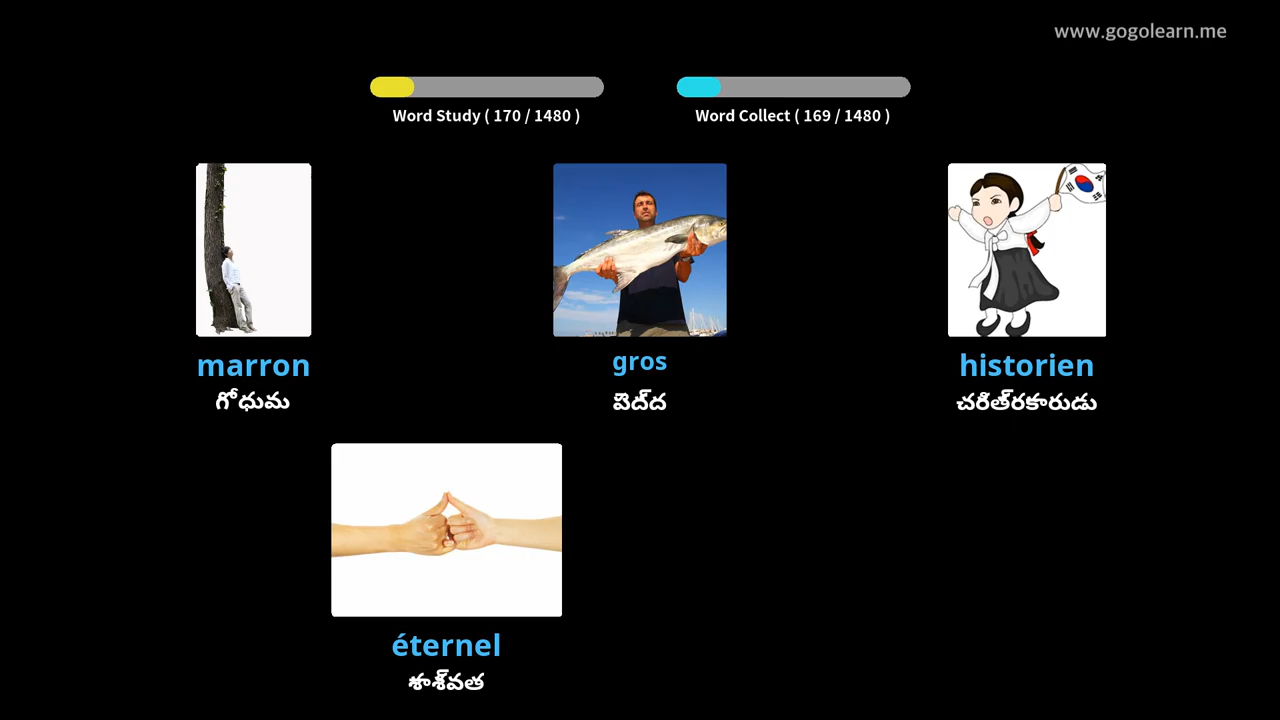 www.gogolearn.me
Word Study ( 170 / 1480 )
Word Collect ( 169 / 1480 )
marron
గోధుమ
gros
పెద్ద
historien
చరిత్రకారుడు
éternel
శాశ్వత